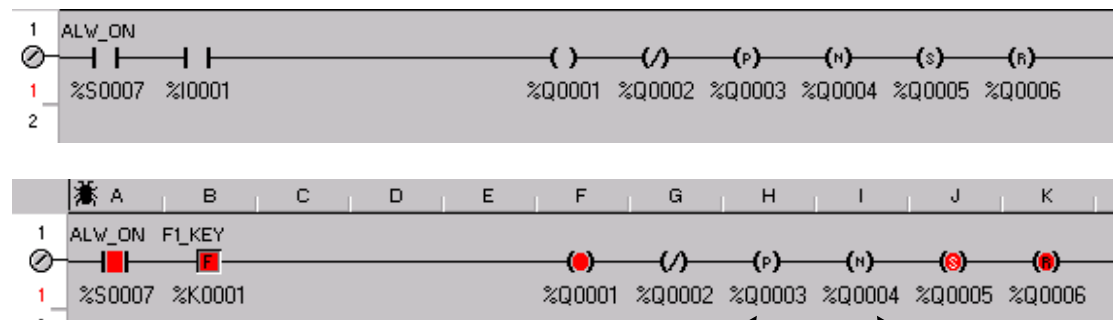 1 ALW_ON
( ) (/) (P) (N) (S) (R)
1 %S0007 %I0001 %Q0001 %Q0002 %Q0003 %Q0004 %Q0005 %Q0006
2
A B C D E F G H I J K
1 ALW_ON F1_KEY
F ( ) (/) (P) (N) (S) (R)
1 %S0007 %K0001 %Q0001 %Q0002 %Q0003 %Q0004 %Q0005 %Q0006